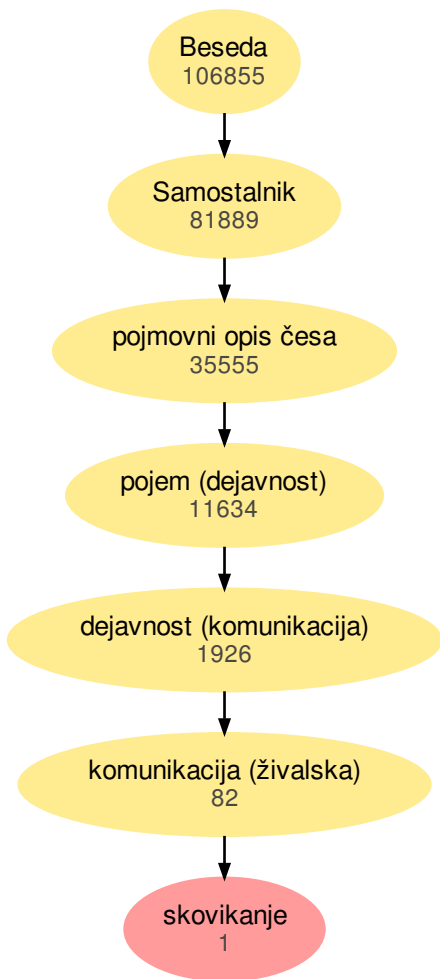 Beseda
106855
Samostalnik
81889
pojmovni opis česa
35555
pojem (dejavnost)
11634
dejavnost (komunikacija)
1926
komunikacija (živalska)
82
skovikanje
1